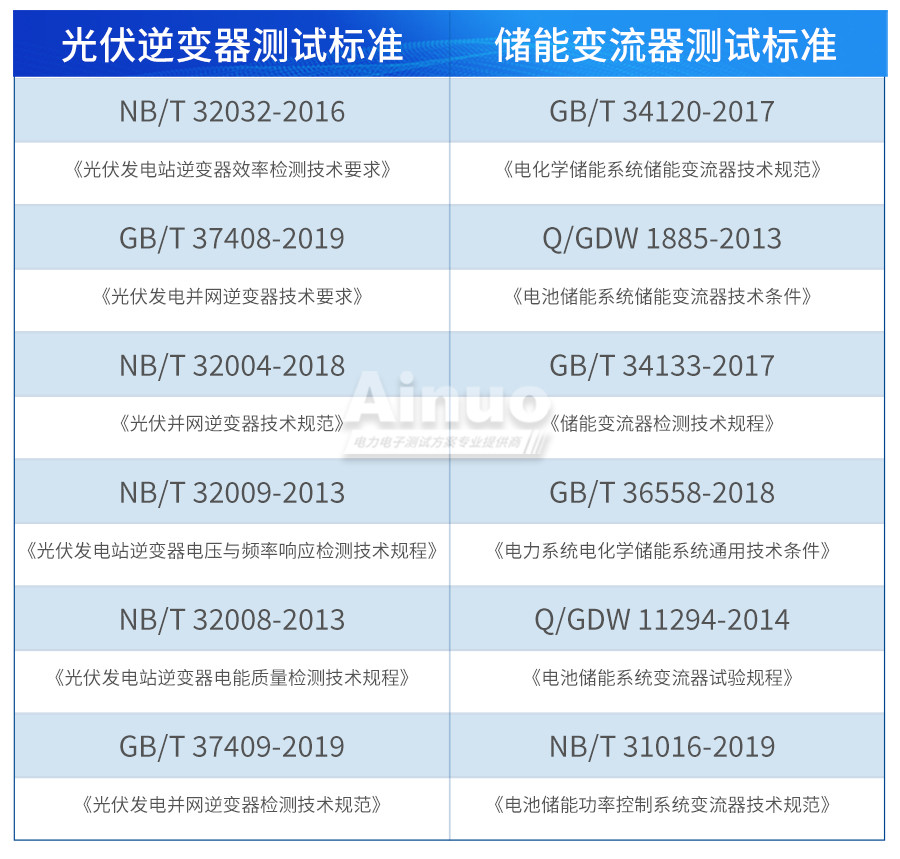 光伏逆变器测试标准 储能变流器测试标准
NB/T 32032-2016 GB/T 34120-2017
《光伏发电站逆变器效率检测技术要求》 《电化学储能系统储能变流器技术规范》
GB/T 37408-2019 Q/GDW 1885-2013
《光伏发电并网逆变器技术要求》 《电池储能系统储能变流器技术条件》
NB/T 32004-2018 GB/T 34133-2017
《光伏并网逆变器技术规范》 《储能变流器检测技术规程》
Ainuo
电力电子测试方案专业提供商
NB/T 32009-2013 GB/T 36558-2018
《光伏发电站逆变器电压与频率响应检测技术规程》 《电力系统电化学储能系统通用技术条件》
NB/T 32008-2013 Q/GDW 11294-2014
《光伏发电站逆变器电能质量检测技术规程》 《电池储能系统变流器试验规程》
GB/T 37409-2019 NB/T 31016-2019
《光伏发电并网逆变器检测技术规范》 《电池储能功率控制系统变流器技术规范》